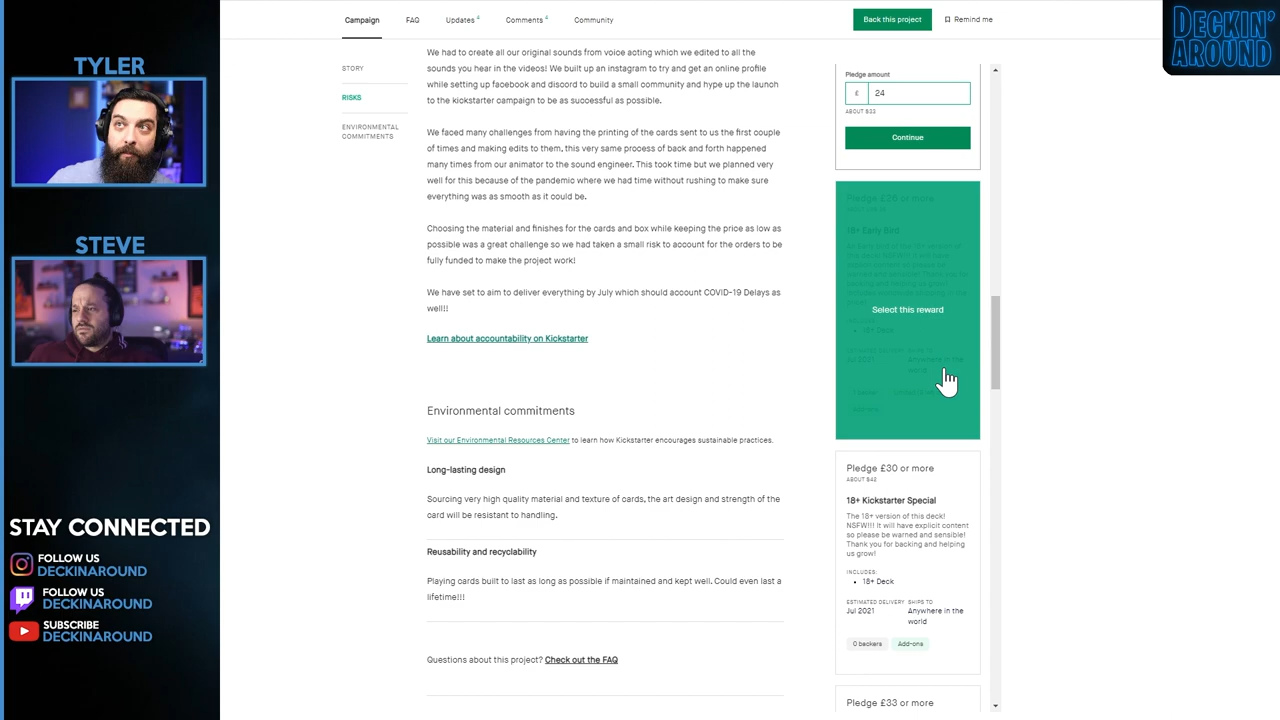 TYLER
STEVE
STAY CONNECTED
FOLLOW US
DECKINAROUND
FOLLOW US
DECKINAROUND
SUBSCRIBE
DECKINAROUND
Campaign
FAQ
Updates
Comments
Community
Back this project
Remind me
DECKIN'
AROUND
STORY
RISKS
ENVIRONMENTAL
COMMITMENTS
We had to create all our original sounds from voice acting which we edited to all the
sounds you hear in the videos! We built up an instagram to try and get an online profile
while setting up facebook and discord to build a small community and hype up the launch
to the kickstarter campaign to be as successful as possible.
We faced many challenges from having the printing of the cards sent to us the first couple
of times and making edits to them, this very same process of back and forth happened
many times from our animator to the sound engineer. This took time but we planned very
well for this because of the pandemic where we had time without rushing to make sure
everything was as smooth as it could be.
Choosing the material and finishes for the cards and box while keeping the price as low as
possible was a great challenge so we had taken a small risk to account for the orders to be
fully funded to make the project work!
We have set to aim to deliver everything by July which should account COVID-19 Delays as
well!!
Learn about accountability on Kickstarter
Environmental commitments
Visit our Environmental Resources Center to learn how Kickstarter encourages sustainable practices.
Long-lasting design
Sourcing very high quality material and texture of cards, the art design and strength of the
card will be resistant to handling.
Reusability and recyclability
Playing cards built to last as long as possible if maintained and kept well. Could even last a
lifetime!!!
Questions about this project? Check out the FAQ
Pledge amount
£ 24
ABOUT $33
Continue
Pledge £26 or more
18+ Early Bird
Select this reward
18+ Deck
Jul 2021
Anywhere in the
world
Pledge £30 or more
ABOUT $42
18+ Kickstarter Special
The 18+ version of this deck!
NSFW!!! It will have explicit content
so please be warned and sensible!
Thank you for backing and helping
us grow!
INCLUDES:
• 18+ Deck
ESTIMATED DELIVERY SHIPS TO
Jul 2021 Anywhere in the
world
0 backers Add-ons
Pledge £33 or more